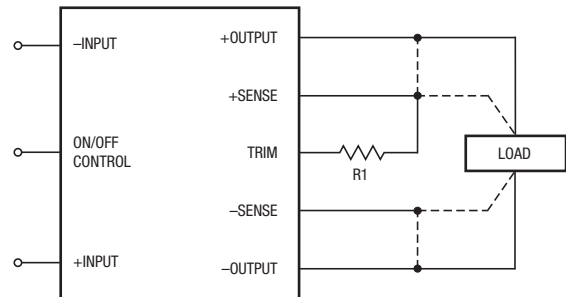 –INPUT
+OUTPUT
+SENSE
ON/OFF
CONTROL
TRIM
R1
LOAD
–SENSE
+INPUT
–OUTPUT